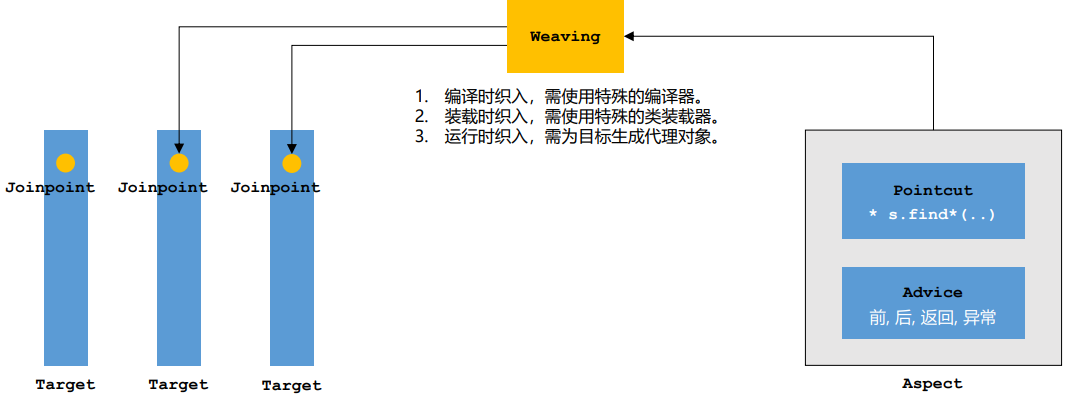 Weaving
1. 编译时织入，需使用特殊的编译器。
2. 装载时织入，需使用特殊的类装载器。
3. 运行时织入，需为目标生成代理对象。
Joinpoint
Joinpoint
Joinpoint
Pointcut
* s.find*(..)
Advice
前, 后, 返回, 异常
Target
Target
Target
Aspect